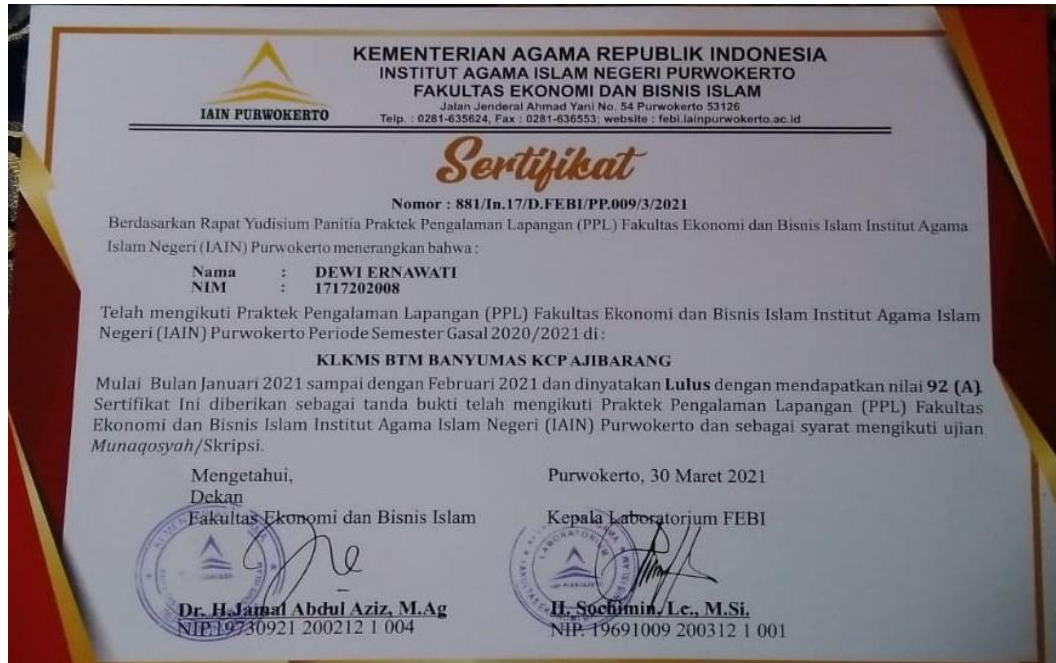 KEMENTERIAN AGAMA REPUBLIK INDONESIA
INSTITUT AGAMA ISLAM NEGERI PURWOKERTO
FAKULTAS EKONOMI DAN BISNIS ISLAM
Jalan Jenderal Ahmad Yani No. 54 Purwokerto 53126
Telp. : 0281-635624, Fax : 0281-636553; website : febi.iainpurwokerto.ac.id
IAIN PURWOKERTO
Sertifikat
Nomor : 881/In.17/D.FEBI/PP.009/3/2021
Berdasarkan Rapat Yudisium Panitia Praktek Pengalaman Lapangan (PPL) Fakultas Ekonomi dan Bisnis Islam Institut Agama
Islam Negeri (IAIN) Purwokerto menerangkan bahwa :
Nama : DEWI ERNAWATI
NIM : 1717202008
Telah mengikuti Praktek Pengalaman Lapangan (PPL) Fakultas Ekonomi dan Bisnis Islam Institut Agama Islam
Negeri (IAIN) Purwokerto Periode Semester Gasal 2020/2021 di :
KLKMS BTM BANYUMAS KCP AJIBARANG
Mulai Bulan Januari 2021 sampai dengan Februari 2021 dan dinyatakan Lulus dengan mendapatkan nilai 92 (A)
Sertifikat Ini diberikan sebagai tanda bukti telah mengikuti Praktek Pengalaman Lapangan (PPL) Fakultas
Ekonomi dan Bisnis Islam Institut Agama Islam Negeri (IAIN) Purwokerto dan sebagai syarat mengikuti ujian
Munaqosyah/Skripsi.
Mengetahui,
Dekan
Fakultas Ekonomi dan Bisnis Islam
Dr. H. Jamal Abdul Aziz, M.Ag
NIP.19730921 200212 1 004
Purwokerto, 30 Maret 2021
Kepala Laboratorium FEBI
H. Sochimin, Lc., M.Si.
NIP. 19691009 200312 1 001